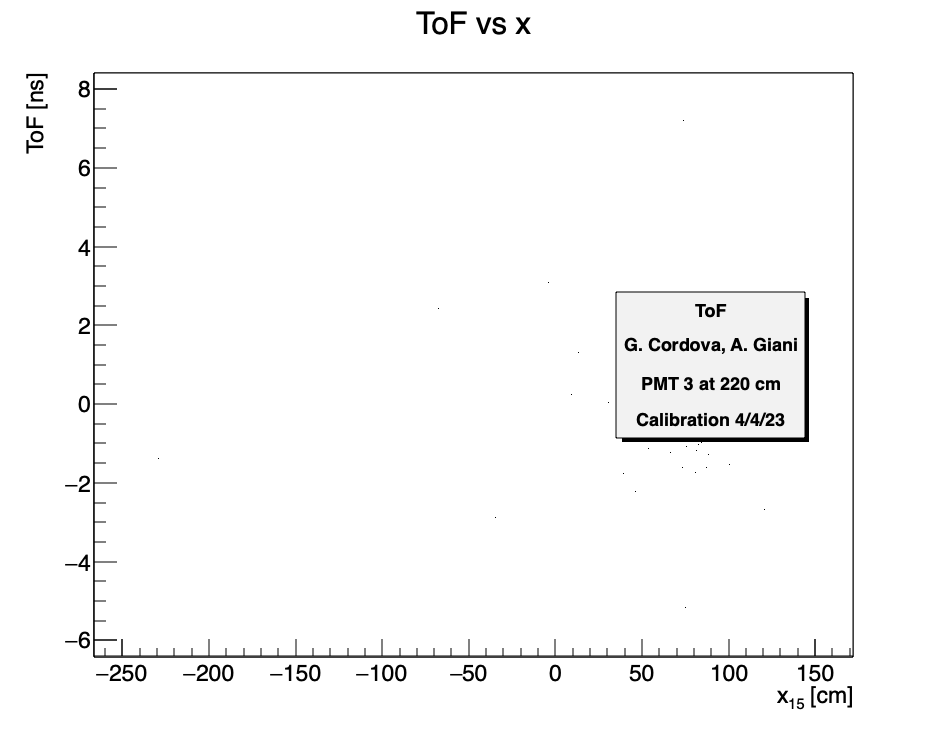 ToF vs x
ToF [ns]
8
6
4
2
0
−2
−4
−6
ToF
G. Cordova, A. Giani
PMT 3 at 220 cm
Calibration 4/4/23
−250 −200 −150 −100 −50 0 50 100 150
x15 [cm]